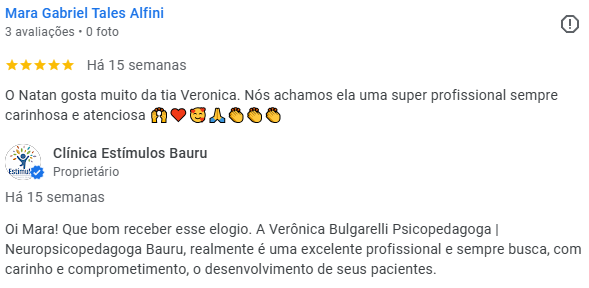 Mara Gabriel Tales Alfini
3 avaliações • 0 foto
Há 15 semanas
O Natan gosta muito da tia Veronica. Nós achamos ela uma super profissional sempre
carinhosa e atenciosa 🙌❤️🥰🙏👏👏👏
Estímulos
Clínica Estímulos Bauru
Proprietário
Há 15 semanas
Oi Mara! Que bom receber esse elogio. A Verônica Bulgarelli Psicopedagoga |
Neuropsicopedagoga Bauru, realmente é uma excelente profissional e sempre busca, com
carinho e comprometimento, o desenvolvimento de seus pacientes.